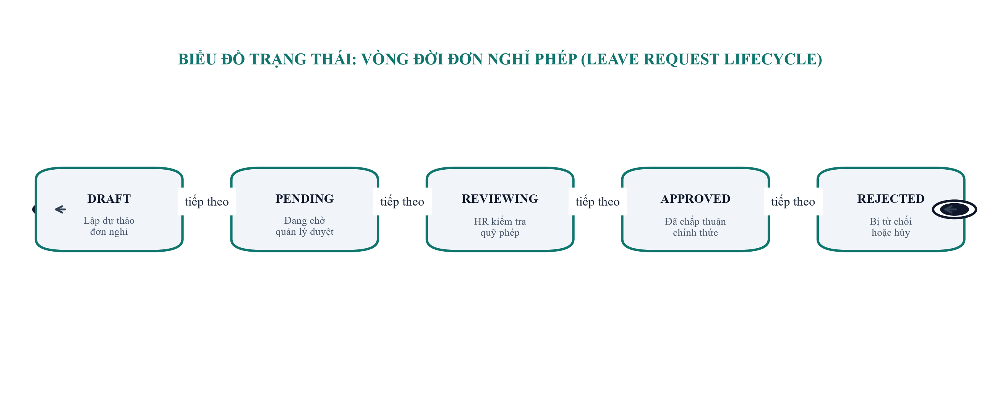 BIỂU ĐỒ TRẠNG THÁI: VÒNG ĐỜI ĐƠN NGHỈ PHÉP (LEAVE REQUEST LIFECYCLE)
DRAFT
Lập dự thảo
đơn nghỉ
tiếp theo
PENDING
Đang chờ
quản lý duyệt
tiếp theo
REVIEWING
HR kiểm tra
quỹ phép
tiếp theo
APPROVED
Đã chấp thuận
chính thức
tiếp theo
REJECTED
Bị từ chối
hoặc hủy